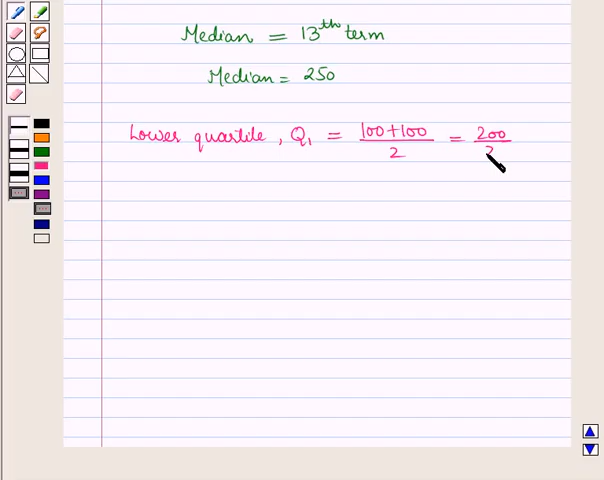 Median = 13th term
Median = 250
Lower quartile, Q1 = 100+100/2 = 200/2